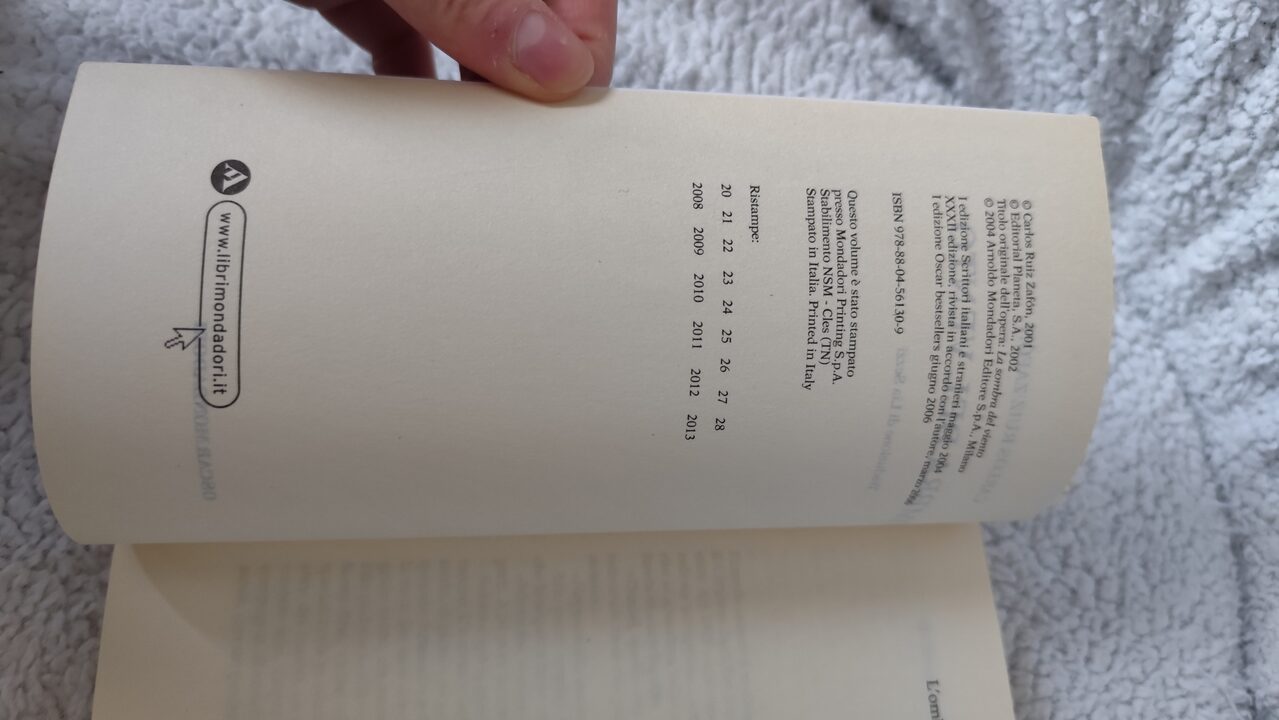 © Carlos Ruiz Zafón, 2001
© Editorial Planeta, S.A., 2002
Titolo originale dell'opera: La sombra del viento
© 2004 Arnoldo Mondadori Editore S.p.A., Milano
I edizione Scrittori italiani e stranieri maggio 2004
XXXII edizione, rivista in accordo con l'autore, marzo 2006
I edizione Oscar bestsellers giugno 2006
ISBN 978-88-04-56130-9
Questo volume è stato stampato
presso Mondadori Printing S.p.A.
Stabilimento NSM - Cles (TN)
Stampato in Italia. Printed in Italy
Ristampe:
20 21 22 23 24 25 26 27 28
2008 2009 2010 2011 2012 2013
www.librimondadori.it